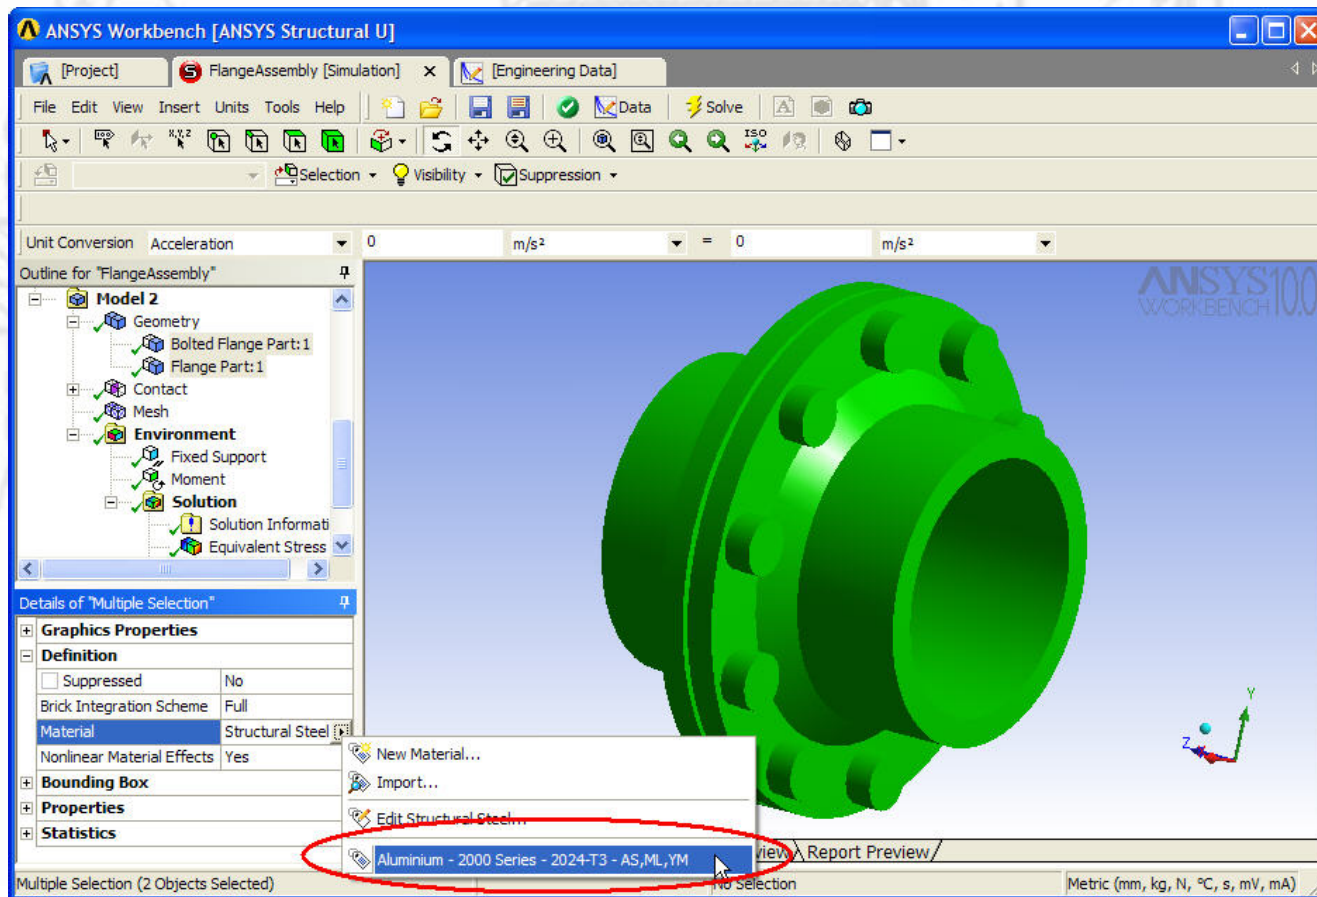 ANSYS Workbench [ANSYS Structural U]
[Project] FlangeAssembly [Simulation] X [Engineering Data]
File Edit View Insert Units Tools Help Data Solve
Selection Visibility Suppression
Unit Conversion Acceleration 0 m/s² = 0 m/s²
Outline for "FlangeAssembly"
Model 2
Geometry
Bolted Flange Part:1
Flange Part:1
Contact
Mesh
Environment
Fixed Support
Moment
Solution
Solution Informati
Equivalent Stress
ANSYS 10.0
WORKBENCH
Y
Z
Details of "Multiple Selection"
Graphics Properties
Definition
Suppressed No
Brick Integration Scheme Full
Material Structural Steel
Nonlinear Material Effects Yes
Bounding Box
Properties
Statistics
New Material...
Import...
Edit Structural Steel...
Aluminium - 2000 Series - 2024-T3 - AS,ML,YM
view Report Preview
Multiple Selection (2 Objects Selected) No Selection Metric (mm, kg, N, °C, s, mV, mA)